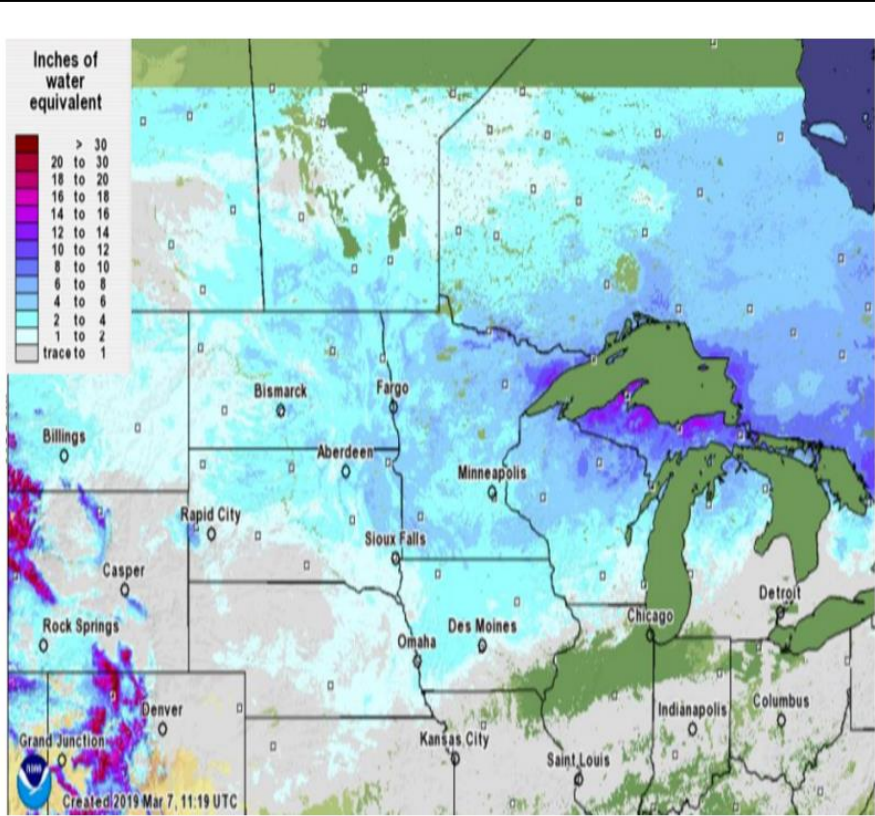 Inches of
water
equivalent
> 30
20 to 30
18 to 20
16 to 18
14 to 16
12 to 14
10 to 12
8 to 10
6 to 8
4 to 6
2 to 4
1 to 2
trace to 1
Bismarck
Fargo
Billings
Aberdeen
Minneapolis
Rapid City
Sioux Falls
Casper
Detroit
Rock Springs
Des Moines
Chicago
Omaha
Denver
Indianapolis
Columbus
Grand Junction
Kansas City
Saint Louis
noaa
Created 2019 Mar 7, 11:19 UTC